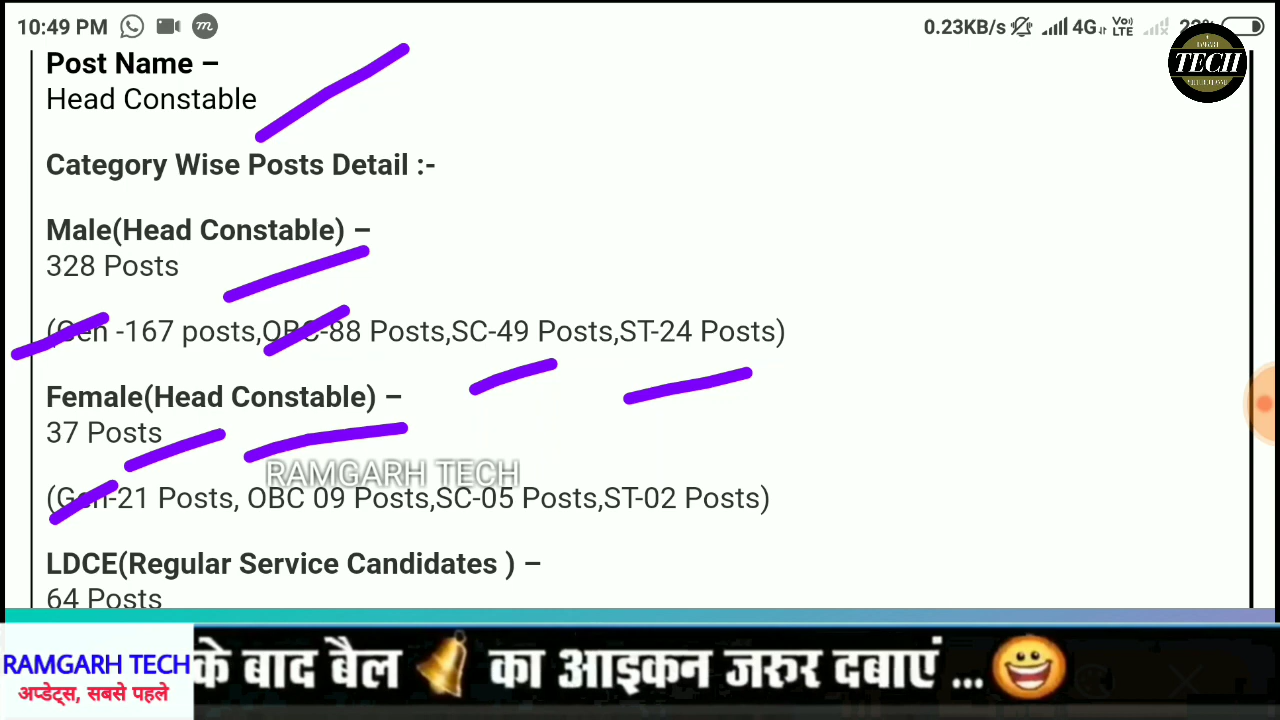 10:49 PM
0.23KB/s 4G Vo) LTE
TECH
Post Name –
Head Constable
Category Wise Posts Detail :-
Male(Head Constable) –
328 Posts
(Gen -167 posts,OBC-88 Posts,SC-49 Posts,ST-24 Posts)
Female(Head Constable) –
37 Posts
RAMGARH TECH
(Gen-21 Posts, OBC 09 Posts,SC-05 Posts,ST-02 Posts)
LDCE(Regular Service Candidates ) –
64 Posts
RAMGARH TECH
अप्डेट्स, सबसे पहले
के बाद बैल का आइकन जरुर दबाएं ...